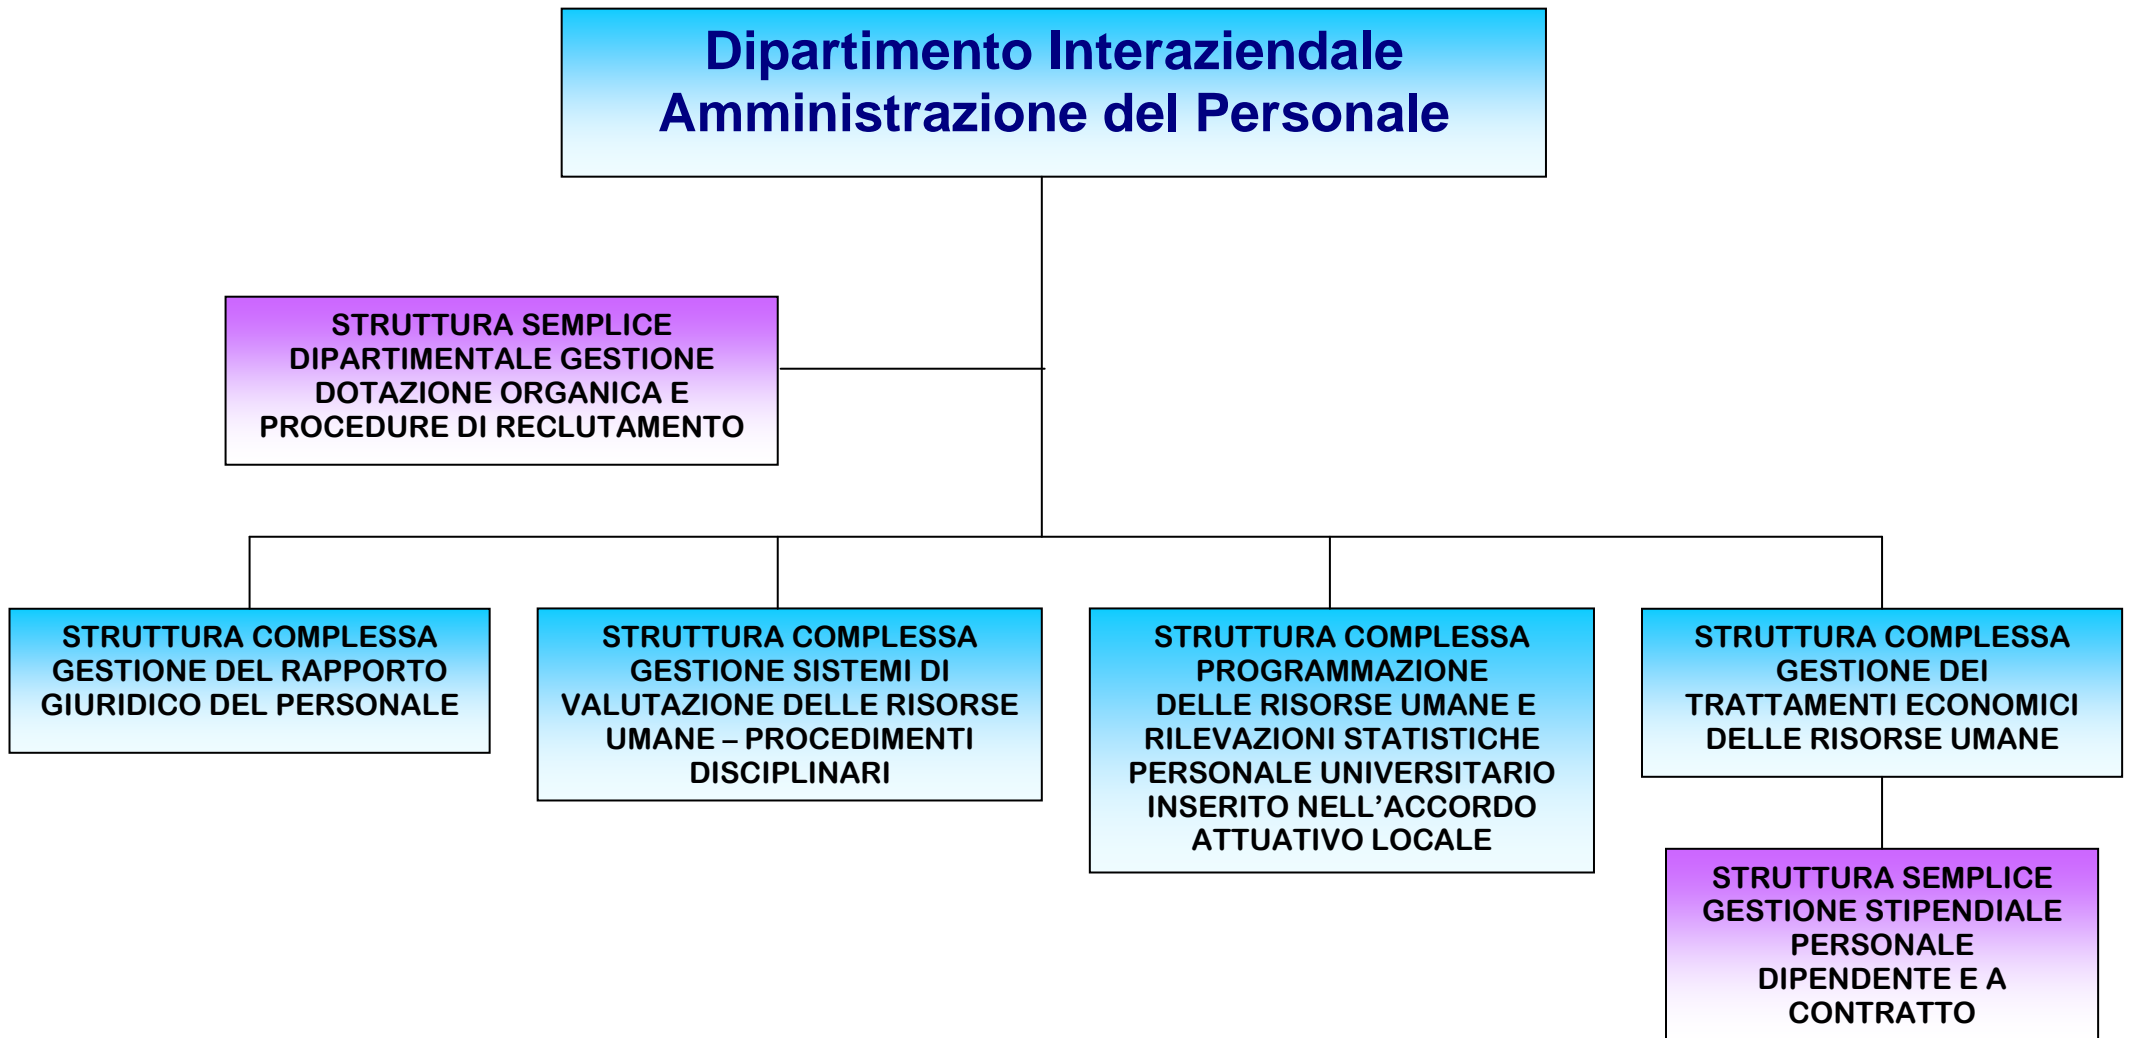 Dipartimento Interaziendale
Amministrazione del Personale
STRUTTURA SEMPLICE
DIPARTIMENTALE GESTIONE
DOTAZIONE ORGANICA E
PROCEDURE DI RECLUTAMENTO
STRUTTURA COMPLESSA
GESTIONE DEL RAPPORTO
GIURIDICO DEL PERSONALE
STRUTTURA COMPLESSA
GESTIONE SISTEMI DI
VALUTAZIONE DELLE RISORSE
UMANE – PROCEDIMENTI
DISCIPLINARI
STRUTTURA COMPLESSA
PROGRAMMAZIONE
DELLE RISORSE UMANE E
RILEVAZIONI STATISTICHE
PERSONALE UNIVERSITARIO
INSERITO NELL’ACCORDO
ATTUATIVO LOCALE
STRUTTURA COMPLESSA
GESTIONE DEI
TRATTAMENTI ECONOMICI
DELLE RISORSE UMANE
STRUTTURA SEMPLICE
GESTIONE STIPENDIALE
PERSONALE
DIPENDENTE E A
CONTRATTO